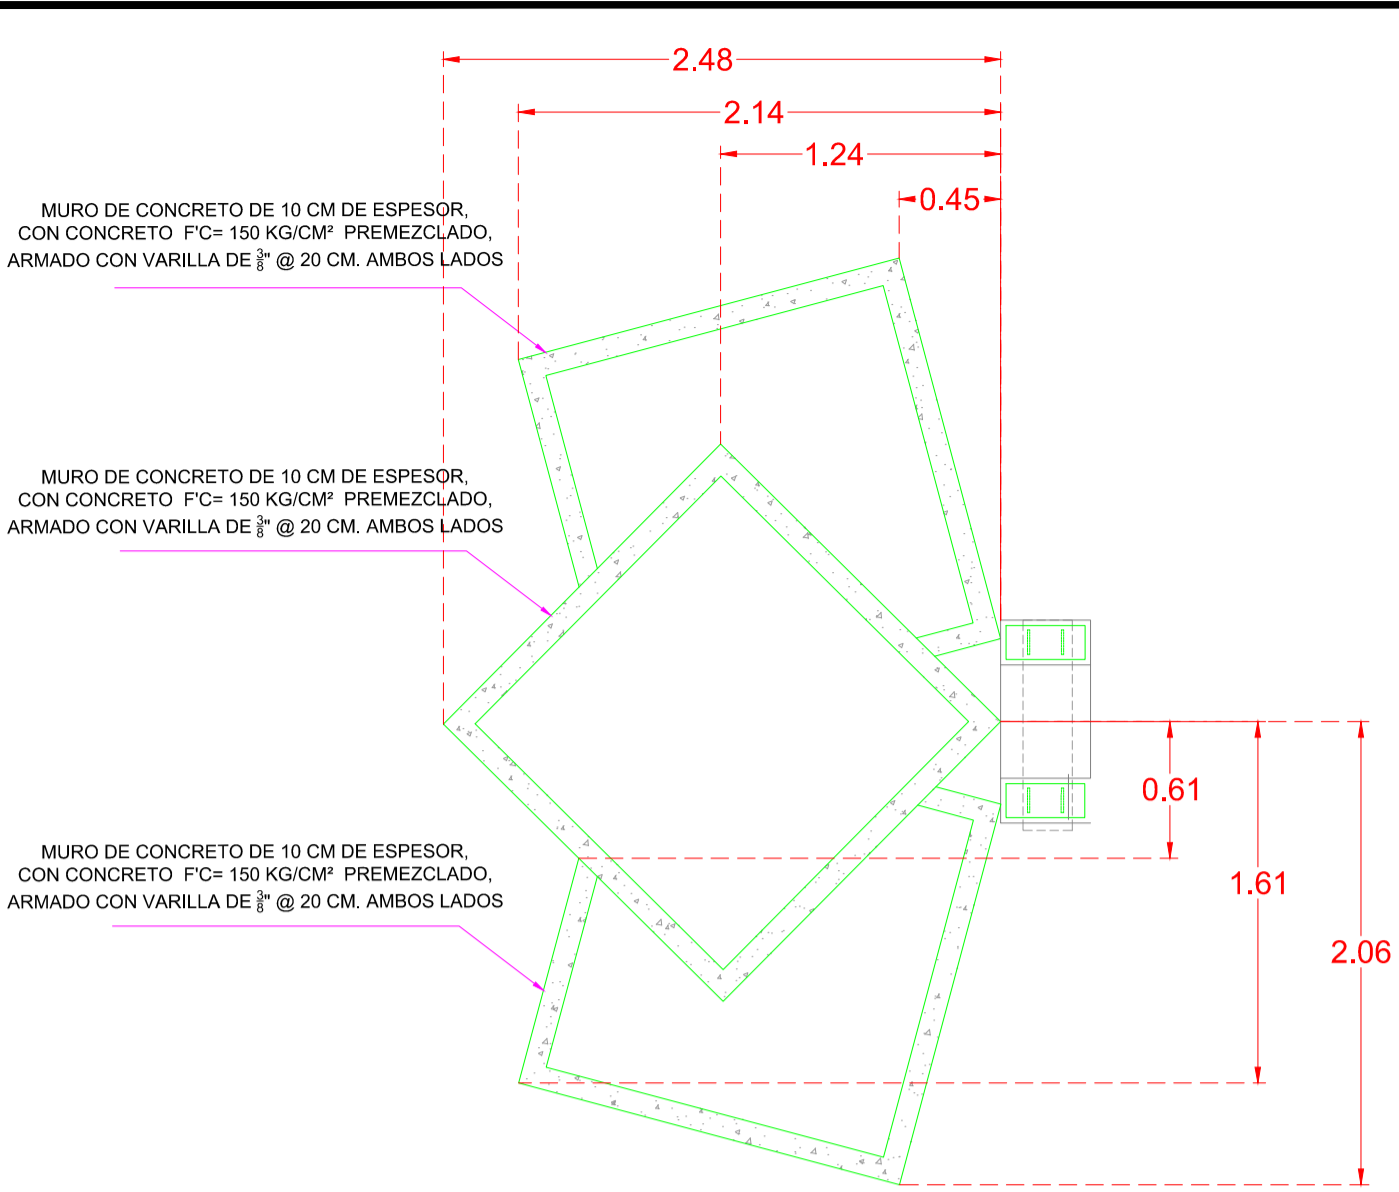 2.48
2.14
1.24
0.45
MURO DE CONCRETO DE 10 CM DE ESPESOR,
CON CONCRETO F'C= 150 KG/CM² PREMEZCLADO,
ARMADO CON VARILLA DE 3/8" @ 20 CM. AMBOS LADOS
MURO DE CONCRETO DE 10 CM DE ESPESOR,
CON CONCRETO F'C= 150 KG/CM² PREMEZCLADO,
ARMADO CON VARILLA DE 3/8" @ 20 CM. AMBOS LADOS
0.61
MURO DE CONCRETO DE 10 CM DE ESPESOR,
CON CONCRETO F'C= 150 KG/CM² PREMEZCLADO,
ARMADO CON VARILLA DE 3/8" @ 20 CM. AMBOS LADOS
1.61
2.06